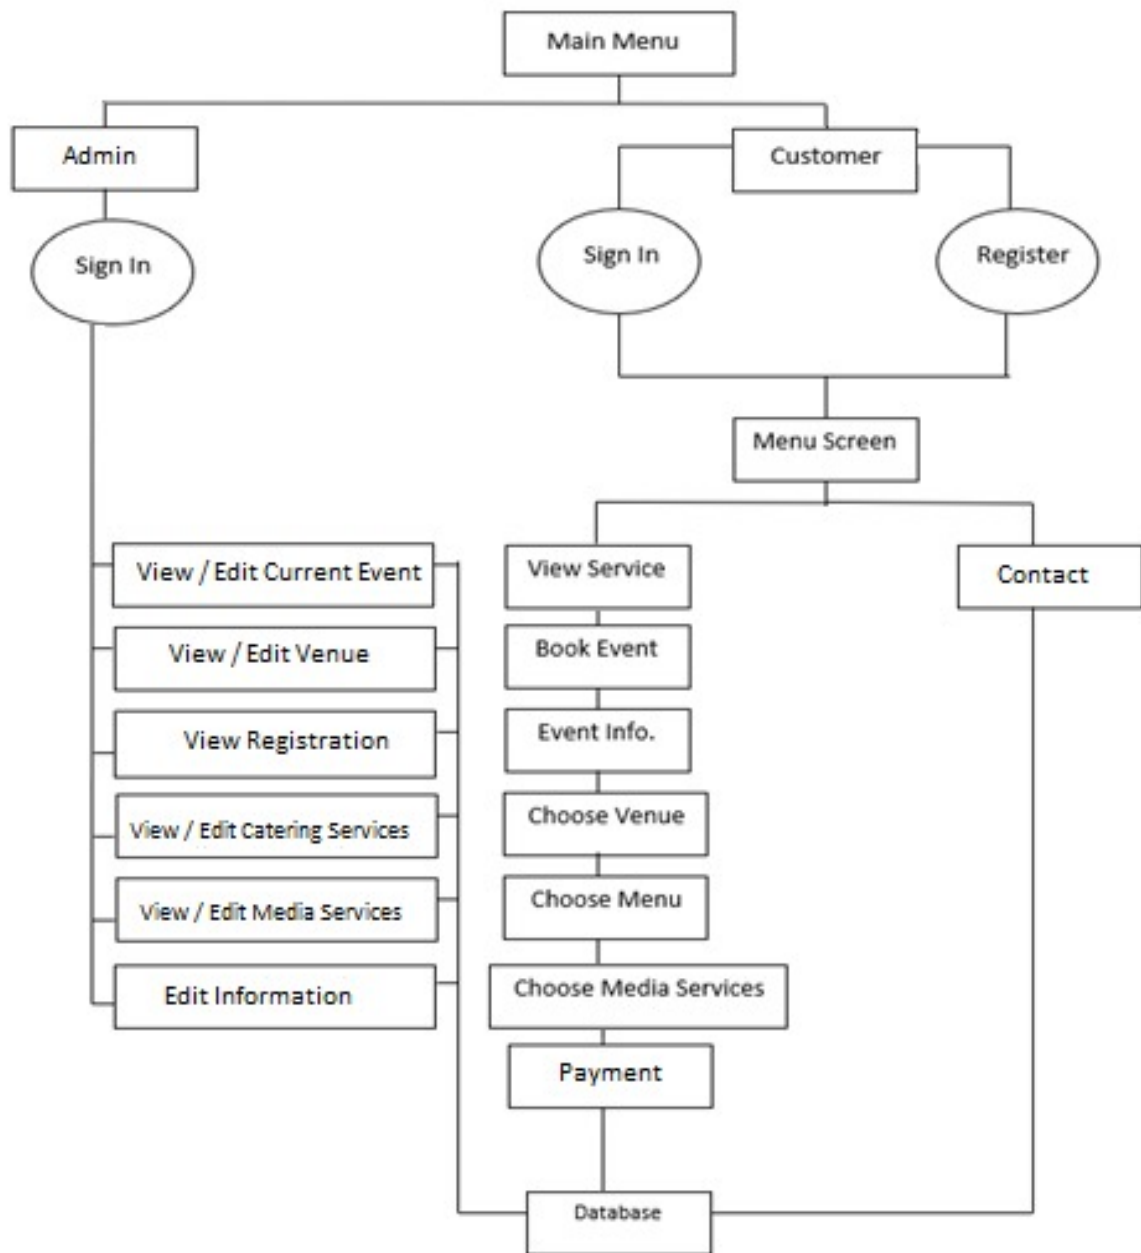 Main Menu
Admin
Customer
Sign In
Sign In
Register
Menu Screen
View / Edit Current Event
View / Edit Venue
View Registration
View / Edit Catering Services
View / Edit Media Services
Edit Information
View Service
Book Event
Event Info.
Choose Venue
Choose Menu
Choose Media Services
Payment
Contact
Database